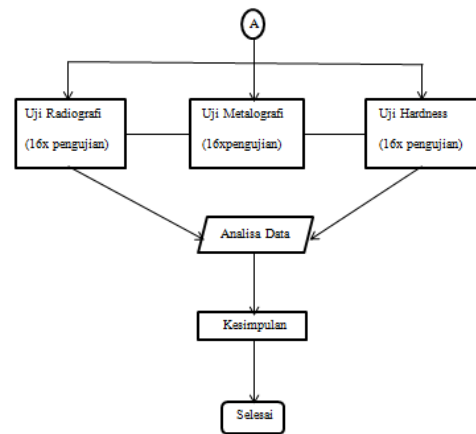 A
Uji Radiografi
(16x pengujian)
Uji Metalografi
(16xpengujian)
Uji Hardness
(16x pengujian)
Analisa Data
Kesimpulan
Selesai